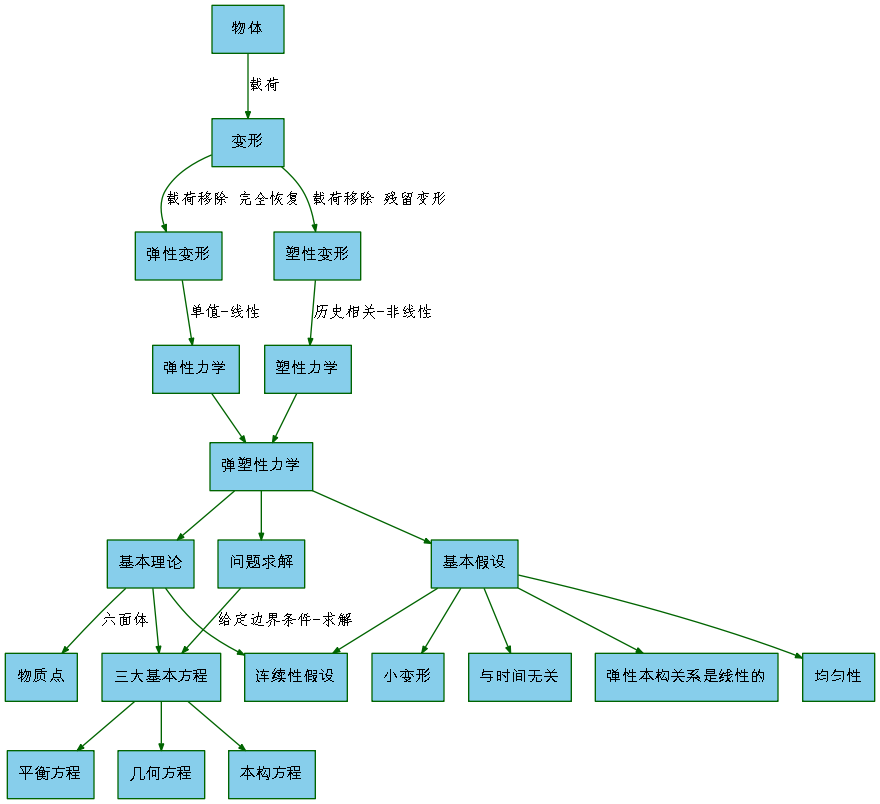 物体
载荷
变形
载荷移除 完全恢复
载荷移除 残留变形
弹性变形
塑性变形
单值-线性
历史相关-非线性
弹性力学
塑性力学
弹塑性力学
基本理论
问题求解
基本假设
六面体
给定边界条件-求解
物质点
三大基本方程
连续性假设
小变形
与时间无关
弹性本构关系是线性的
均匀性
平衡方程
几何方程
本构方程